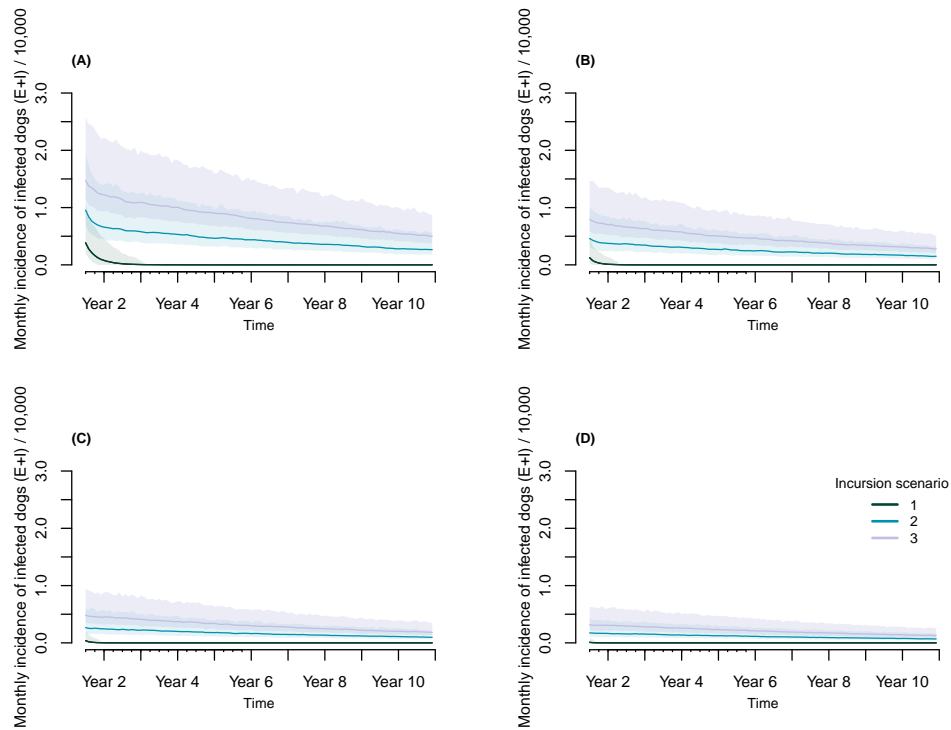 (A)
Monthly incidence of infected dogs (E+I) / 10,000
3.0
2.0
1.0
0.0
Year 2 Year 4 Year 6 Year 8 Year 10
Time
(B)
Monthly incidence of infected dogs (E+I) / 10,000
3.0
2.0
1.0
0.0
Year 2 Year 4 Year 6 Year 8 Year 10
Time
(C)
Monthly incidence of infected dogs (E+I) / 10,000
3.0
2.0
1.0
0.0
Year 2 Year 4 Year 6 Year 8 Year 10
Time
(D)
Monthly incidence of infected dogs (E+I) / 10,000
3.0
2.0
1.0
0.0
Year 2 Year 4 Year 6 Year 8 Year 10
Time
Incursion scenario
1
2
3